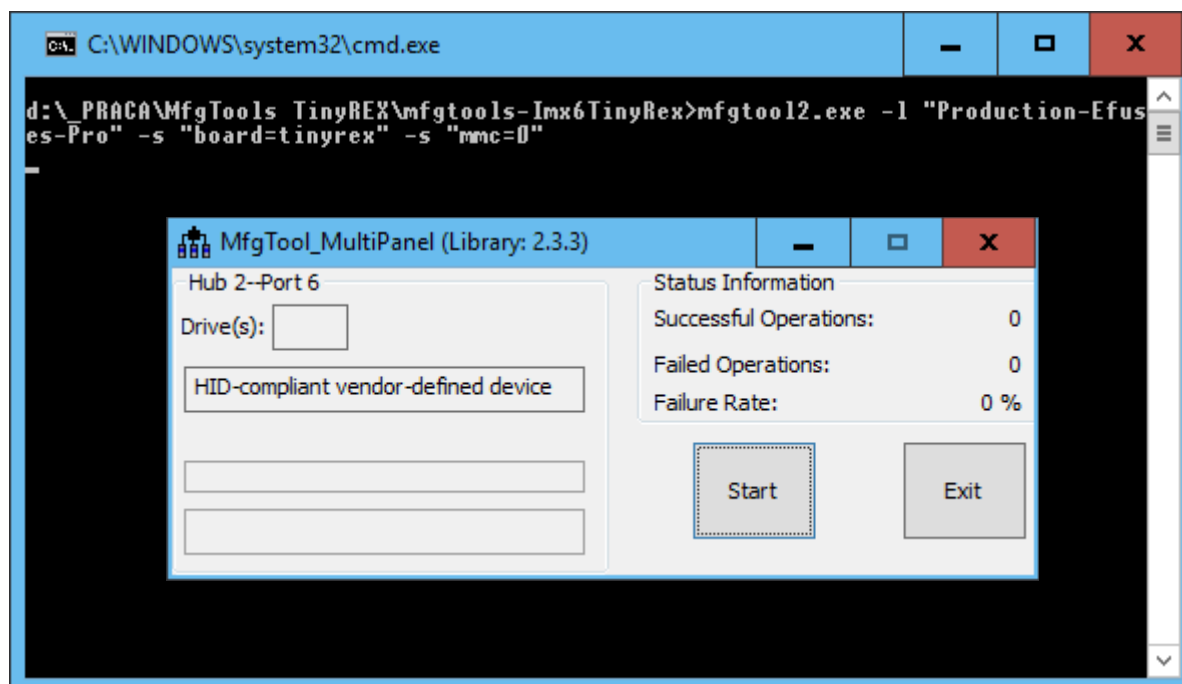 C:\WINDOWS\system32\cmd.exe
d:\_PRACA\MfgTools TinyREX\mfgtools-Imx6TinyRex>mfgtool2.exe -l "Production-Efus
es-Pro" -s "board=tinyrex" -s "mmc=0"
MfgTool_MultiPanel (Library: 2.3.3)
Hub 2--Port 6
Drive(s):
HID-compliant vendor-defined device
Status Information
Successful Operations: 0
Failed Operations: 0
Failure Rate: 0 %
Start
Exit